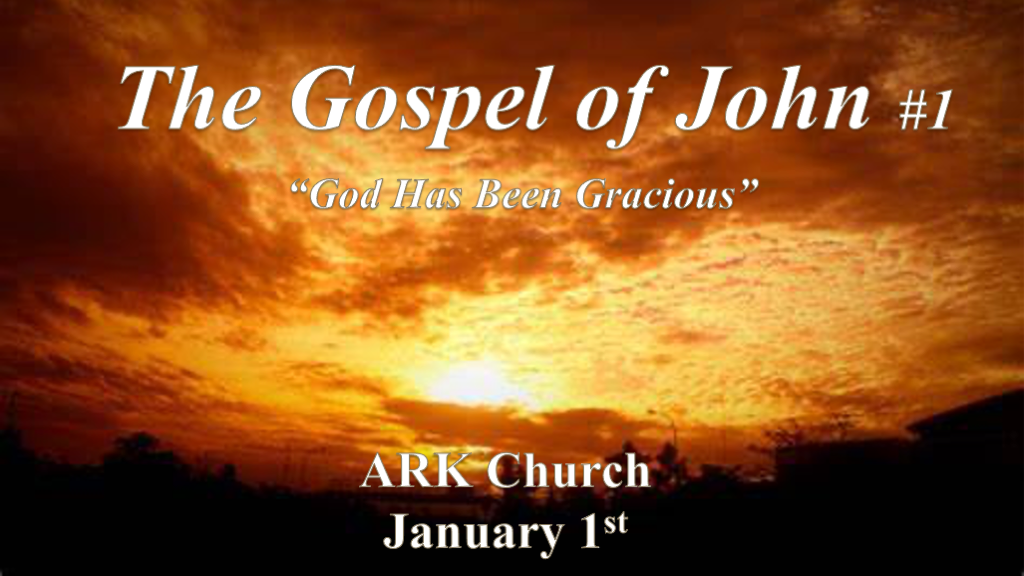 The Gospel of John #1
“God Has Been Gracious”
ARK Church
January 1st